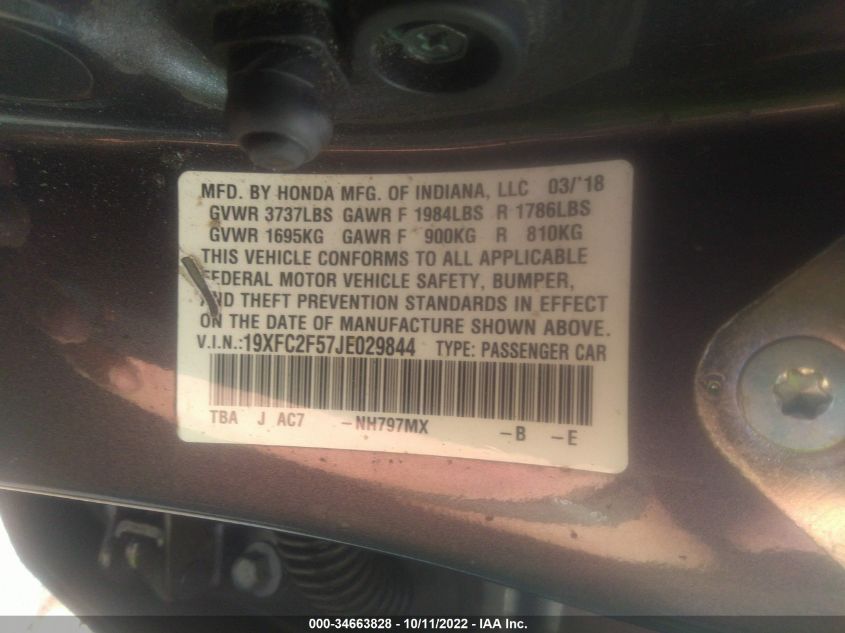 MFD. BY HONDA MFG. OF INDIANA, LLC 03/'18
GVWR 3737LBS GAWR F 1984LBS R 1786LBS
GVWR 1695KG GAWR F 900KG R 810KG
THIS VEHICLE CONFORMS TO ALL APPLICABLE
FEDERAL MOTOR VEHICLE SAFETY, BUMPER,
AND THEFT PREVENTION STANDARDS IN EFFECT
ON THE DATE OF MANUFACTURE SHOWN ABOVE.
V.I.N.:19XFC2F57JE029844 TYPE: PASSENGER CAR
TBA J AC7 -NH797MX -B -E
000-34663828 - 10/11/2022 - IAA Inc.